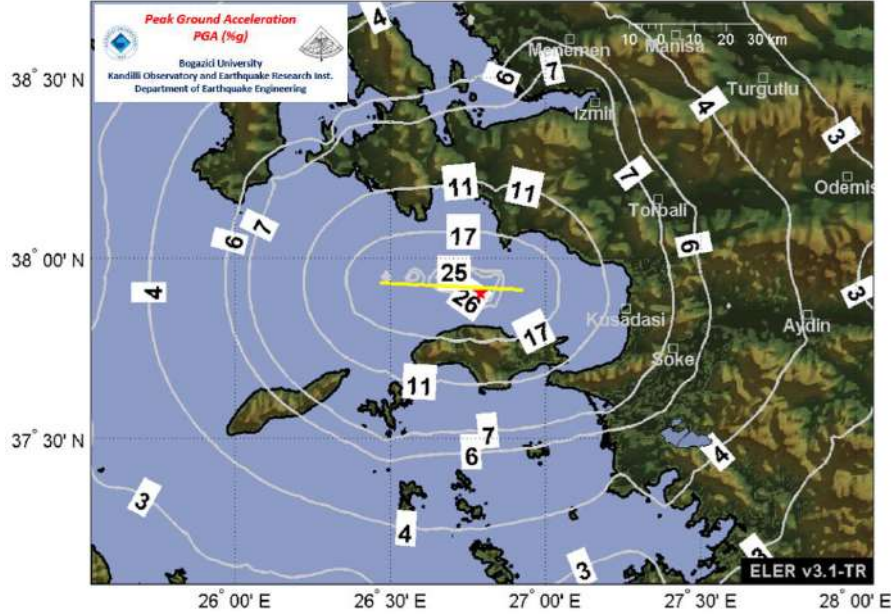 Peak Ground Acceleration
PGA (%g)
Bogazici University
Kandilli Observatory and Earthquake Research Inst.
Department of Earthquake Engineering
4
10 0 10 20 30 km
Menemen
Manisa
38° 30' N
6
7
Turgutlu
Izmir
4
3
7
11
11
Odemis
Torbali
6
7
17
6
38° 00' N
25
4
26
3
Kusadasi
Aydin
17
Soke
11
7
37° 30' N
6
4
3
4
3
3
ELER v3.1-TR
26° 00' E
26° 30' E
27° 00' E
27° 30' E
28° 00' E